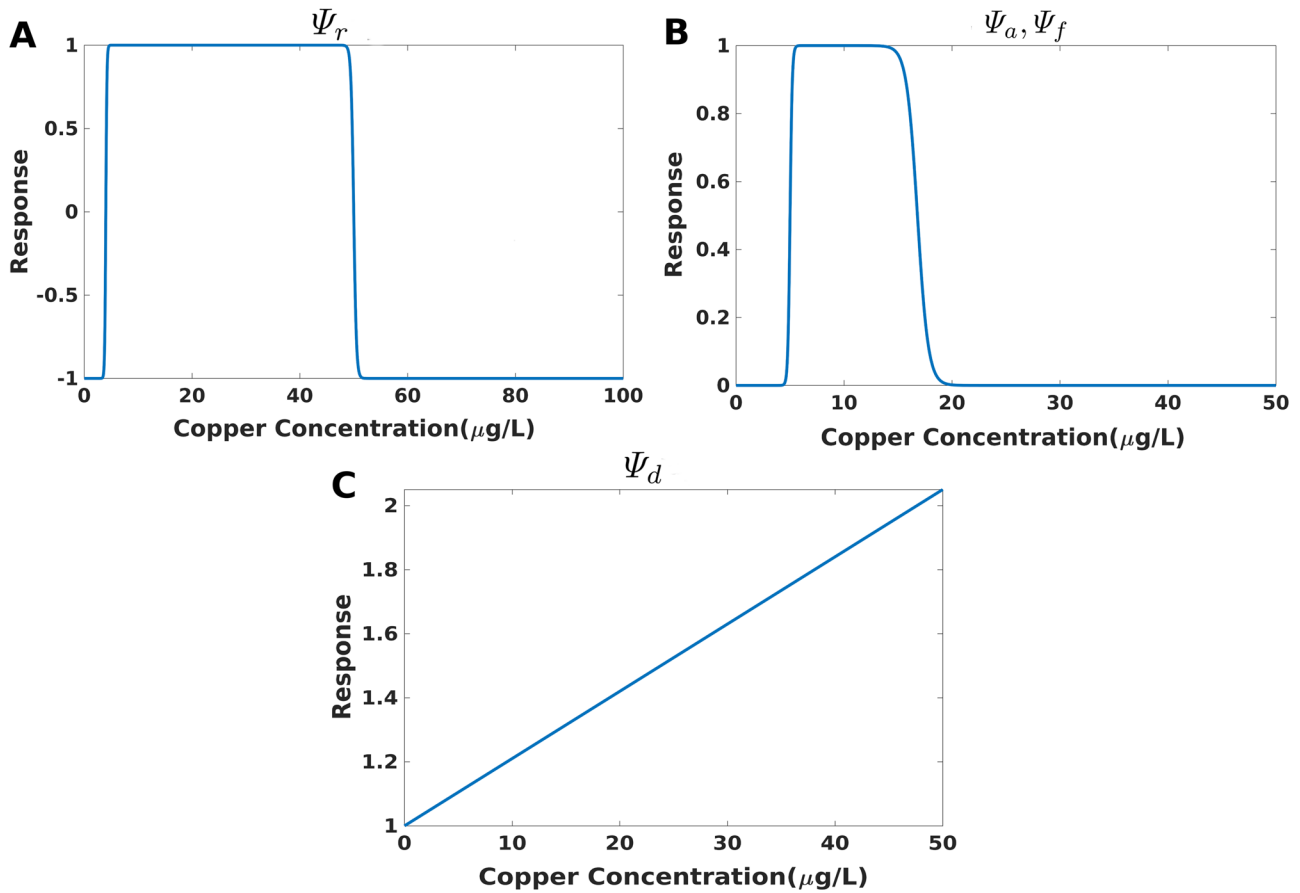 A
Ψr
1
0.5
0
-0.5
-1
Response
0 20 40 60 80 100
Copper Concentration(μg/L)
B
Ψa, Ψf
1
0.8
0.6
0.4
0.2
0
Response
0 10 20 30 40 50
Copper Concentration(μg/L)
C
Ψd
2
1.8
1.6
1.4
1.2
1
Response
0 10 20 30 40 50
Copper Concentration(μg/L)